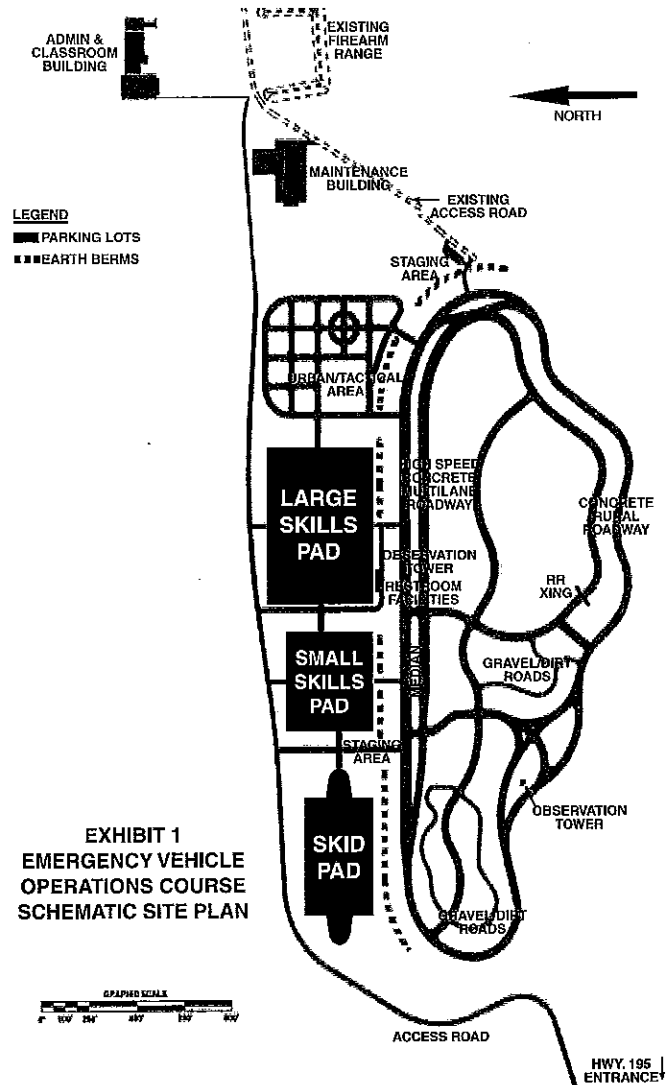 ADMIN &
CLASSROOM
BUILDING
EXISTING
FIREARM
RANGE
NORTH
MAINTENANCE
BUILDING
EXISTING
ACCESS ROAD
LEGEND
PARKING LOTS
EARTH BERMS
STAGING
AREA
URBAN/TACTICAL
AREA
LARGE
SKILLS
PAD
HIGH SPEED
CONCRETE
MULTILANE
ROADWAY
CONCRETE
RURAL
ROADWAY
OBSERVATION
TOWER
RESTROOM
FACILITIES
RR
XING
SMALL
SKILLS
PAD
MEDIAN
GRAVEL/DIRT
ROADS
STAGING
AREA
OBSERVATION
TOWER
SKID
PAD
EXHIBIT 1
EMERGENCY VEHICLE
OPERATIONS COURSE
SCHEMATIC SITE PLAN
GRAVEL/DIRT
ROADS
GRAPHIC SCALE
ACCESS ROAD
HWY. 195
ENTRANCE